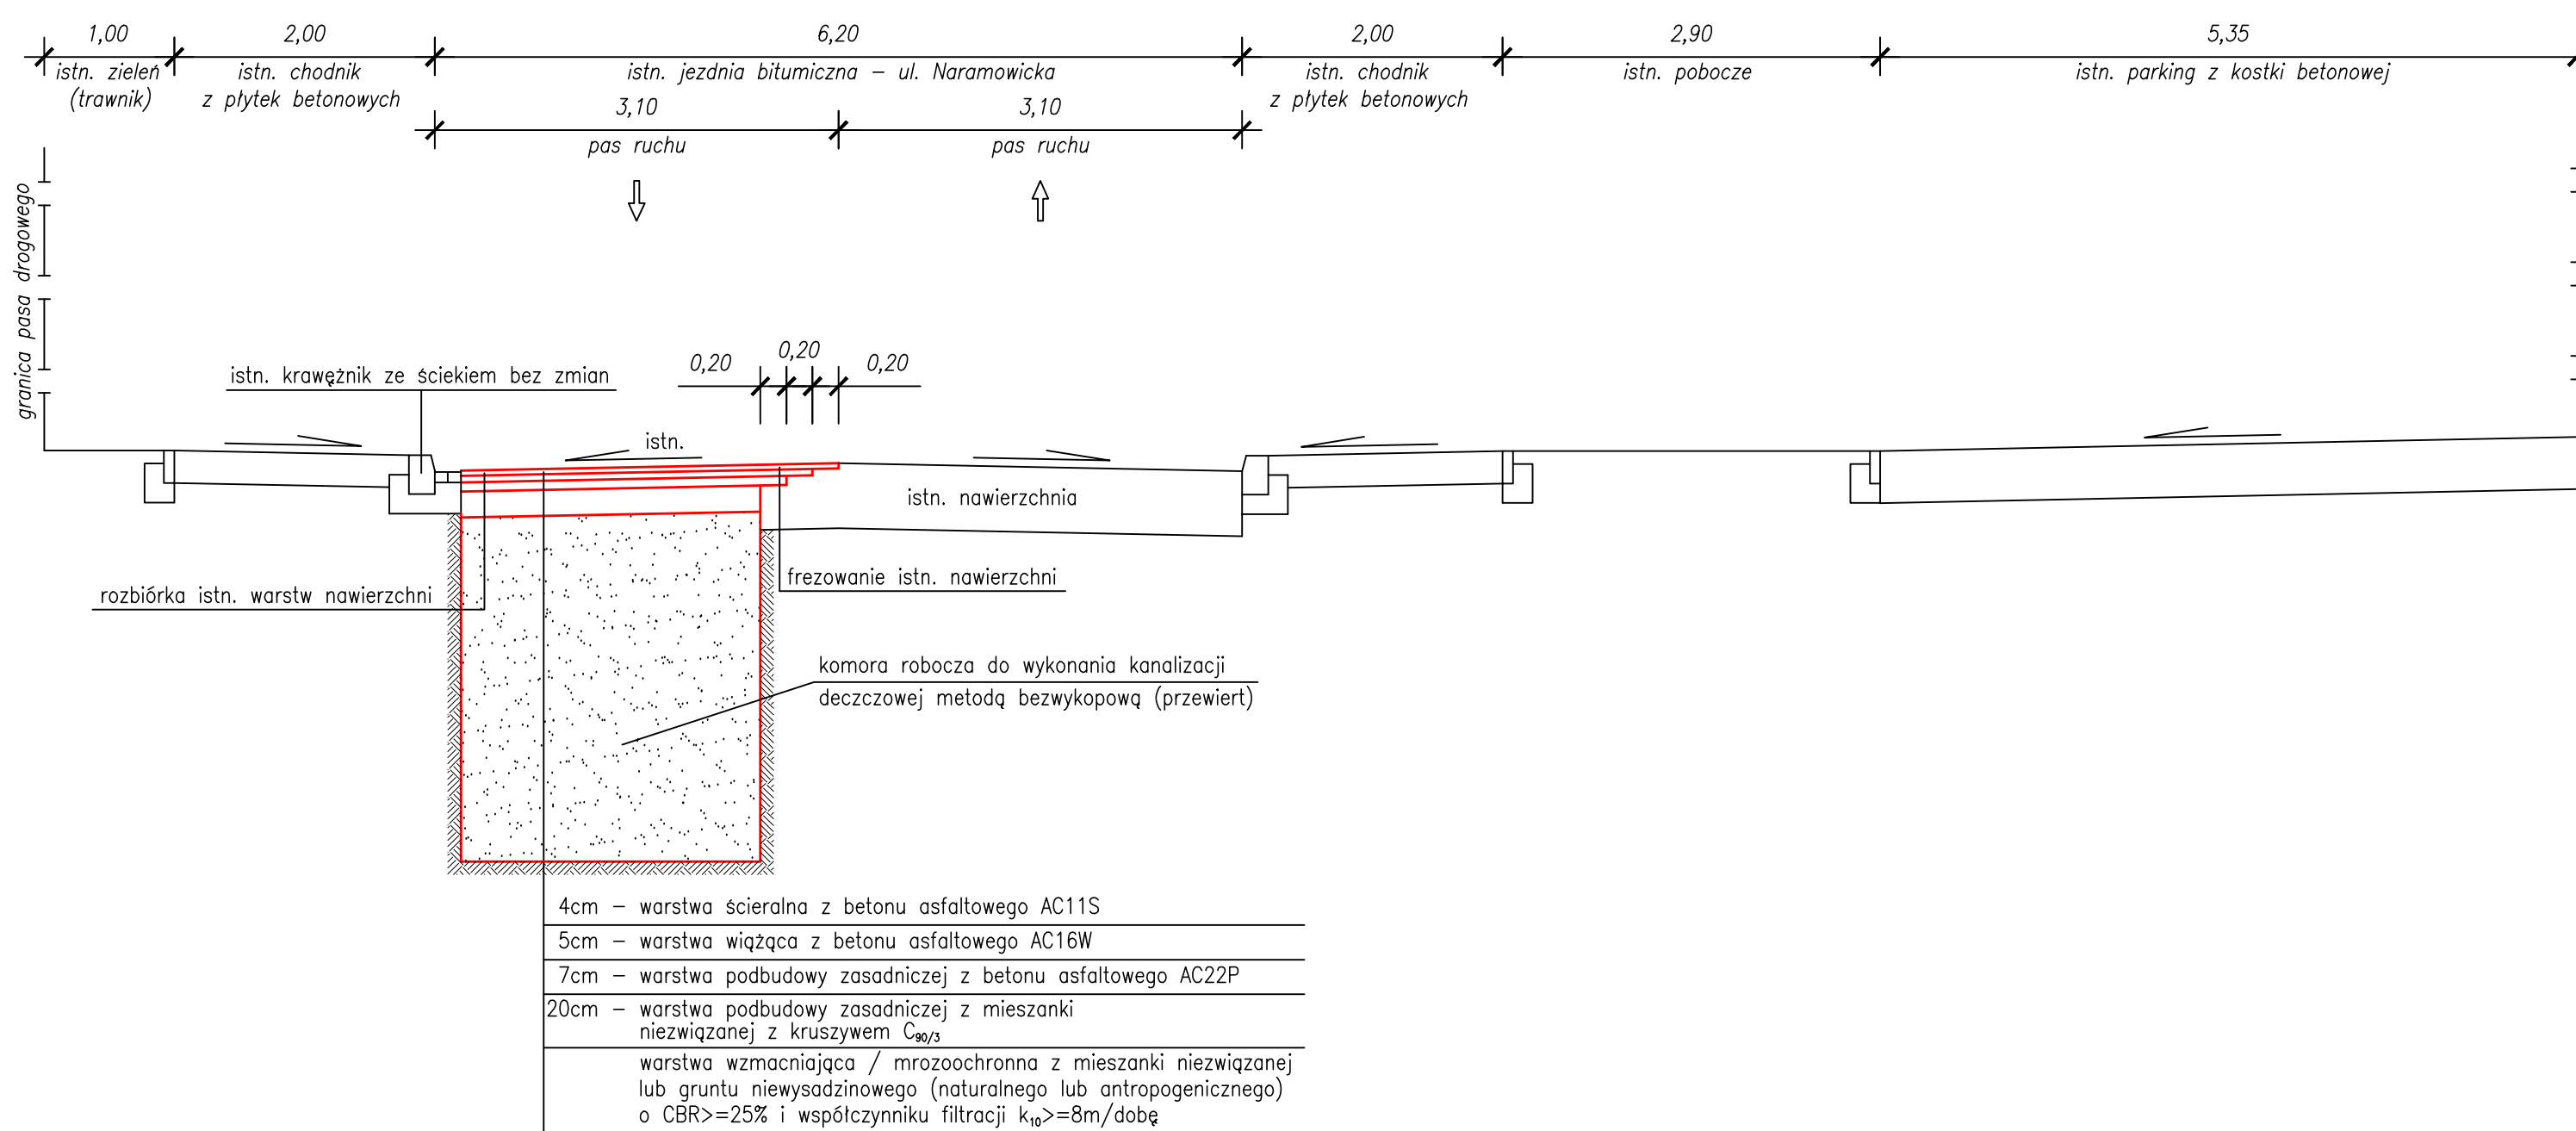 1,00
2,00
6,20
2,00
2,90
5,35
istn. zieleń
(trawnik)
istn. chodnik
z płytek betonowych
istn. jezdnia bitumiczna – ul. Naramowicka
istn. chodnik
z płytek betonowych
istn. pobocze
istn. parking z kostki betonowej
3,10
3,10
pas ruchu
pas ruchu
granica pasa drogowego
0,20
0,20
0,20
istn. krawężnik ze ściekiem bez zmian
istn.
istn. nawierzchnia
rozbiórka istn. warstw nawierzchni
frezowanie istn. nawierzchni
komora robocza do wykonania kanalizacji
deczczowej metodą bezwykopową (przewiert)
4cm – warstwa ścieralna z betonu asfaltowego AC11S
5cm – warstwa wiążąca z betonu asfaltowego AC16W
7cm – warstwa podbudowy zasadniczej z betonu asfaltowego AC22P
20cm – warstwa podbudowy zasadniczej z mieszanki
niezwiązanej z kruszywem C₉₀/₃
warstwa wzmacniająca / mrozoochronna z mieszanki niezwiązanej
lub gruntu niewysadzinowego (naturalnego lub antropogenicznego)
o CBR>=25% i współczynniku filtracji k₁₀>=8m/dobę